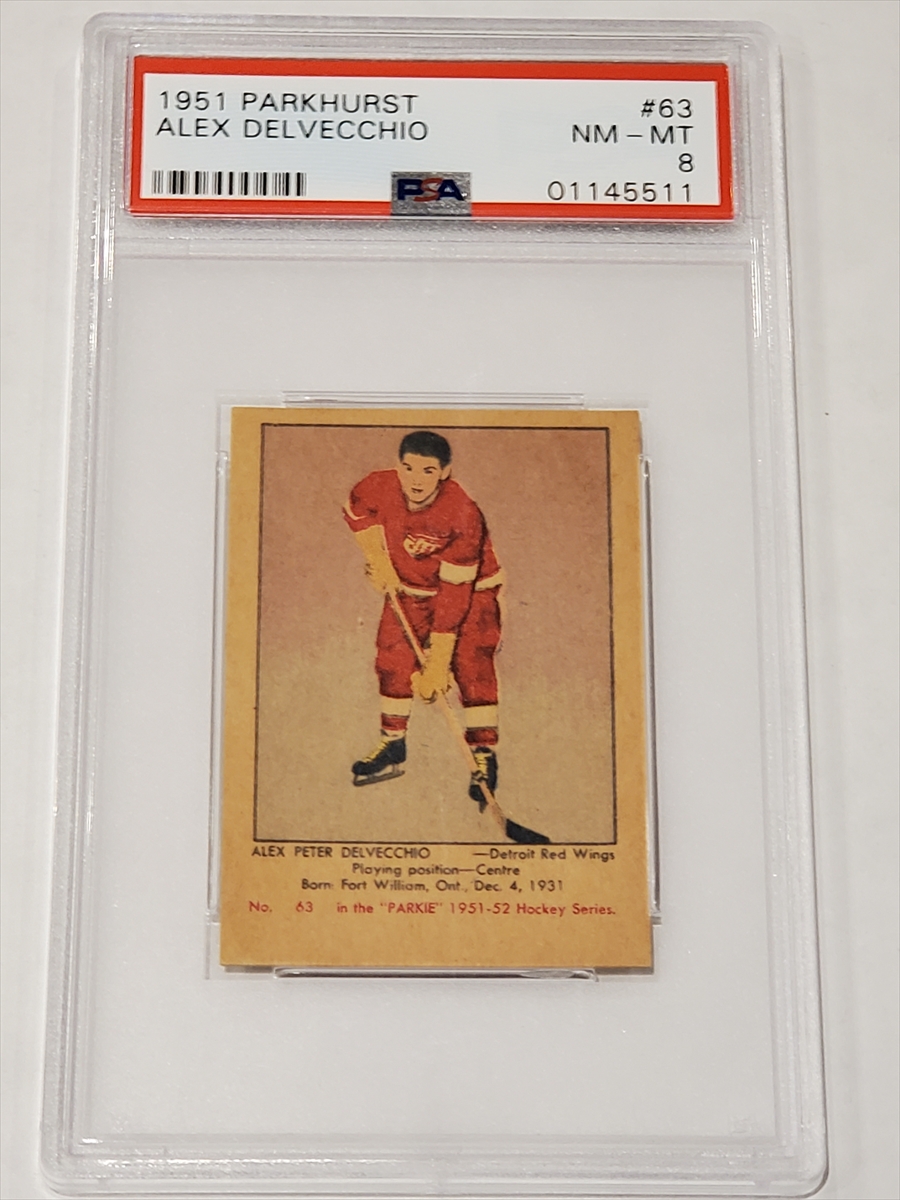 1951 PARKHURST #63
ALEX DELVECCHIO NM - MT
8
PSA 01145511
ALEX PETER DELVECCHIO —Detroit Red Wings
Playing position—Centre
Born: Fort William, Ont., Dec. 4, 1931
No. 63 in the "PARKIE" 1951-52 Hockey Series.